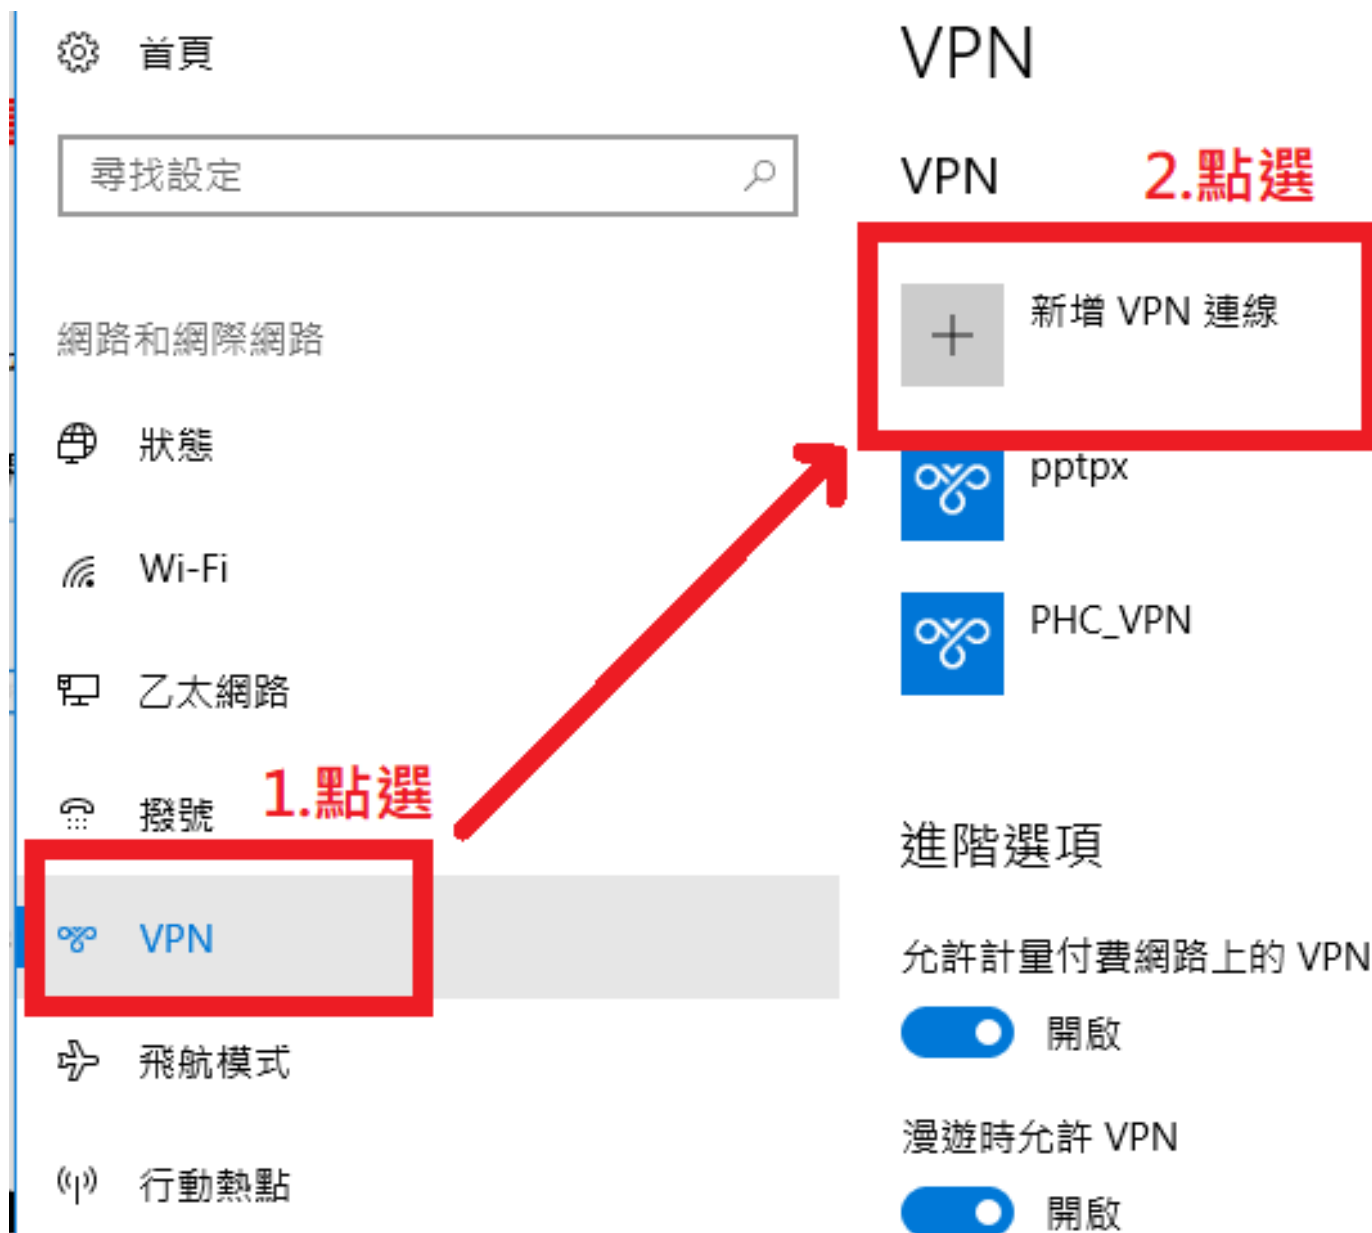 首頁
尋找設定
網路和網際網路
狀態
Wi-Fi
乙太網路
撥號
1.點選
VPN
飛航模式
行動熱點
VPN
VPN
2.點選
新增 VPN 連線
pptpx
PHC_VPN
進階選項
允許計量付費網路上的 VPN
開啟
漫遊時允許 VPN
開啟